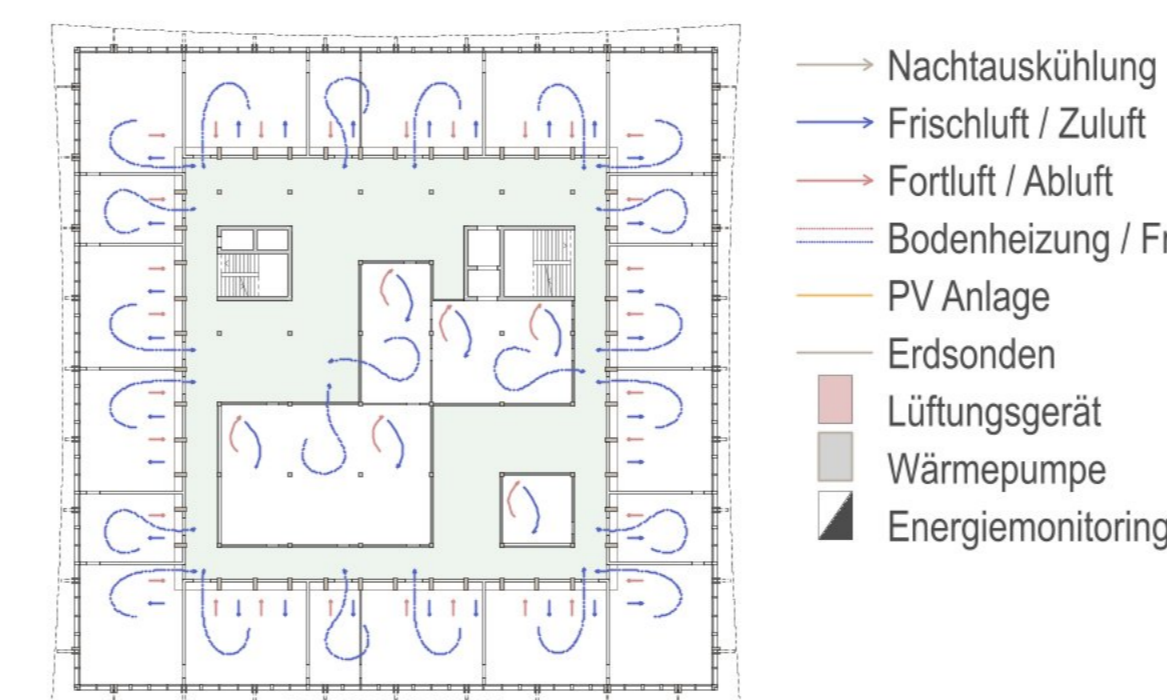 Nachtauskühlung
Frischluft / Zuluft
Fortluft / Abluft
Bodenheizung / Fr
PV Anlage
Erdsonden
Lüftungsgerät
Wärmepumpe
Energiemonitoring